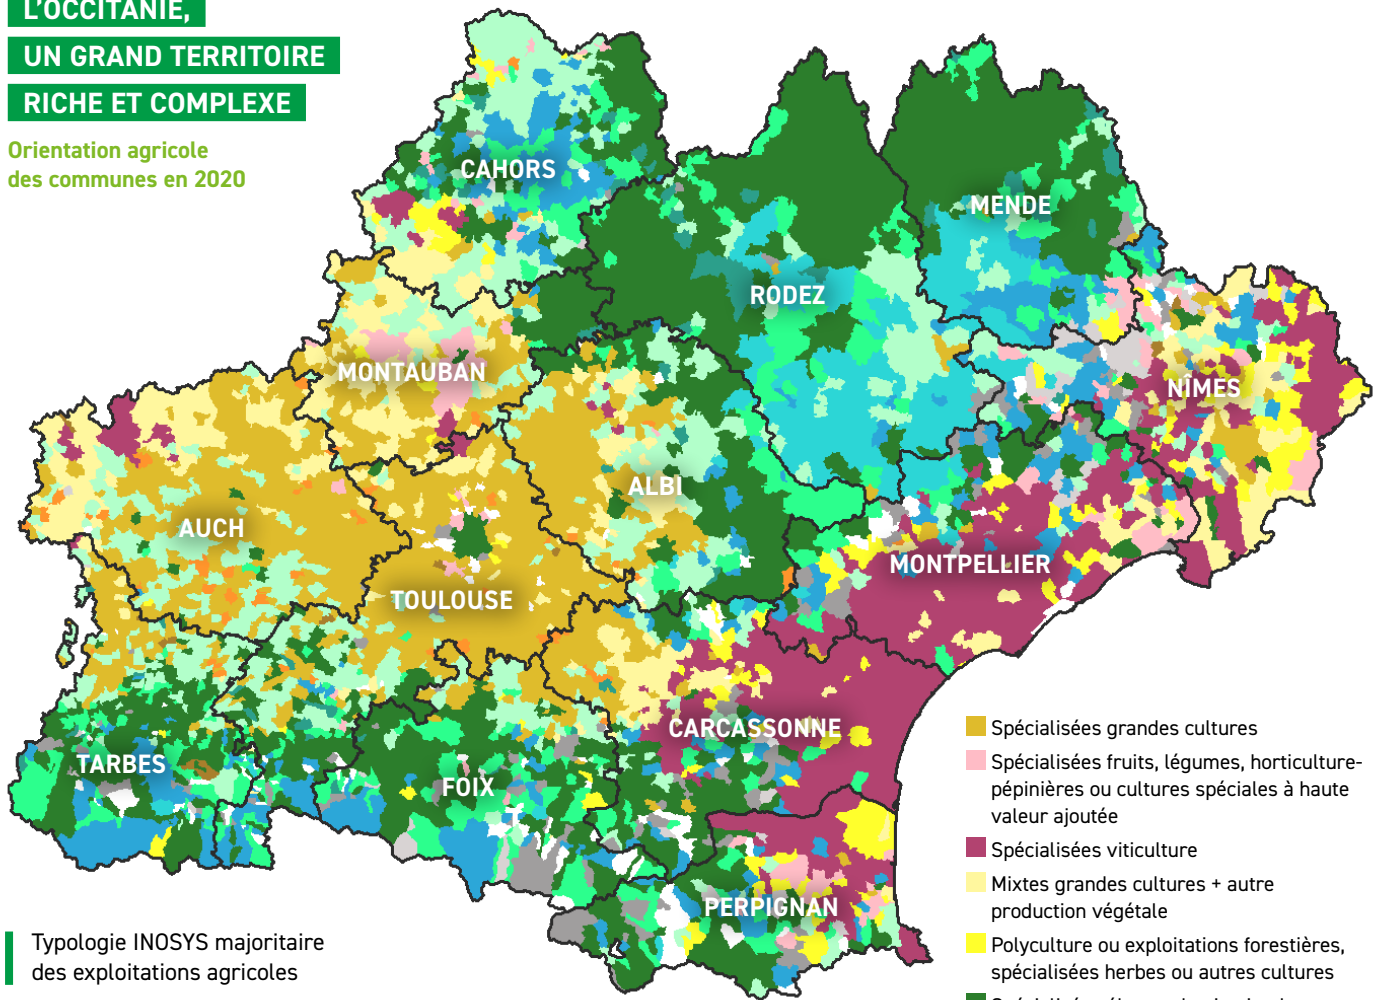 L'OCCITANIE,
UN GRAND TERRITOIRE
RICHE ET COMPLEXE
Orientation agricole
des communes en 2020
CAHORS
MENDE
RODEZ
MONTAUBAN
NÎMES
ALBI
AUCH
MONTPELLIER
TOULOUSE
CARCASSONNE
TARBES
FOIX
PERPIGNAN
Spécialisées grandes cultures
Spécialisées fruits, légumes, horticulture-
pépinières ou cultures spéciales à haute
valeur ajoutée
Spécialisées viticulture
Mixtes grandes cultures + autre
production végétale
Polyculture ou exploitations forestières,
spécialisées herbes ou autres cultures
Typologie INOSYS majoritaire
des exploitations agricoles